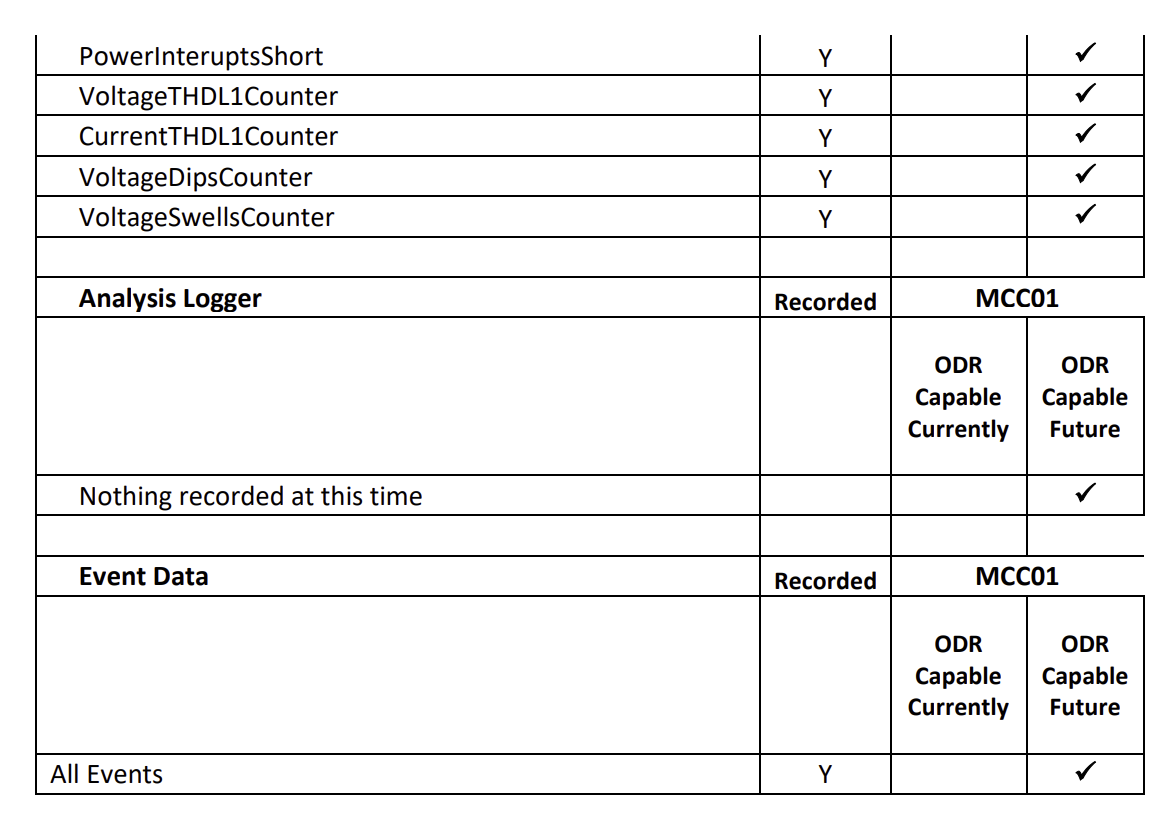 PowerInteruptsShort Y ✓
VoltageTHDL1Counter Y ✓
CurrentTHDL1Counter Y ✓
VoltageDipsCounter Y ✓
VoltageSwellsCounter Y ✓
Analysis Logger Recorded MCC01
ODR ODR
Capable Capable
Currently Future
Nothing recorded at this time ✓
Event Data Recorded MCC01
ODR ODR
Capable Capable
Currently Future
All Events Y ✓